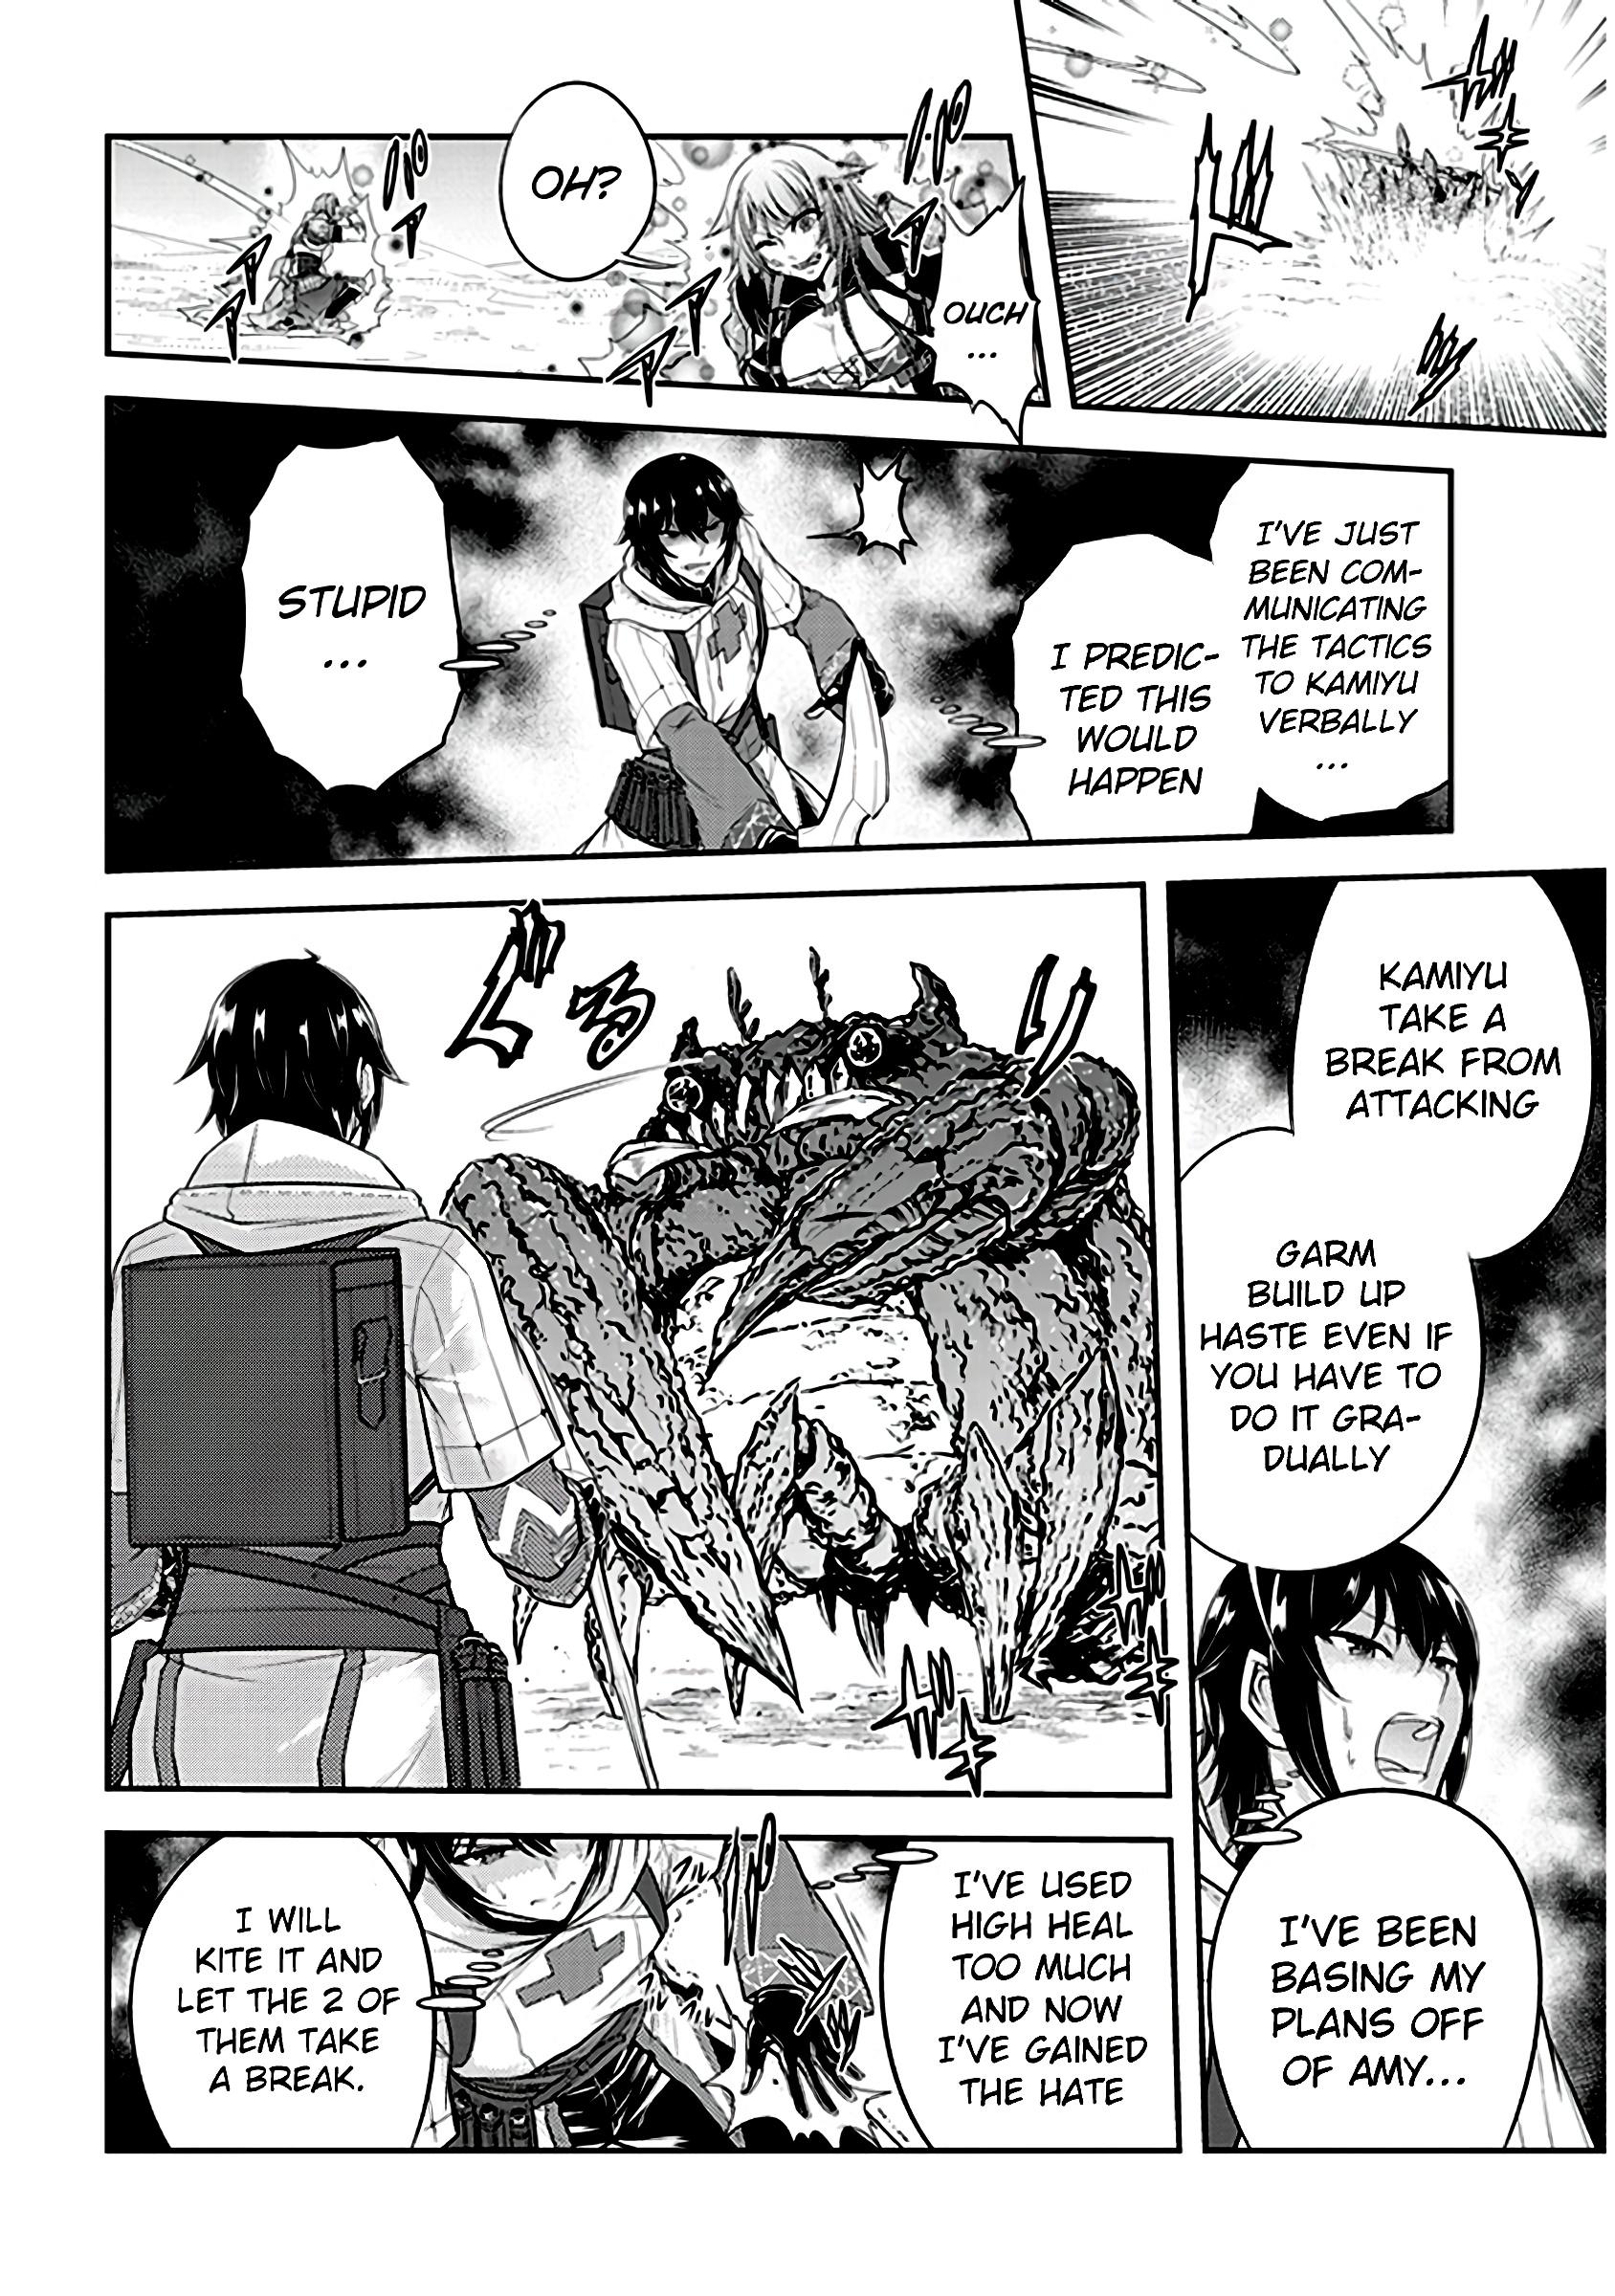 OUCH
...
OH?
I'VE JUST
BEEN COM-
MUNICATING
THE TACTICS
TO KAMIYU
VERBALLY
...
I PREDIC-
TED THIS
WOULD
HAPPEN
STUPID
...
KAMIYU
TAKE A
BREAK FROM
ATTACKING
GARM
BUILD UP
HASTE EVEN IF
YOU HAVE TO
DO IT GRA-
DUALLY
I'VE BEEN
BASING MY
PLANS OFF
OF AMY...
I'VE USED
HIGH HEAL
TOO MUCH
AND NOW
I'VE GAINED
THE HATE
I WILL
KITE IT AND
LET THE 2 OF
THEM TAKE
A BREAK.